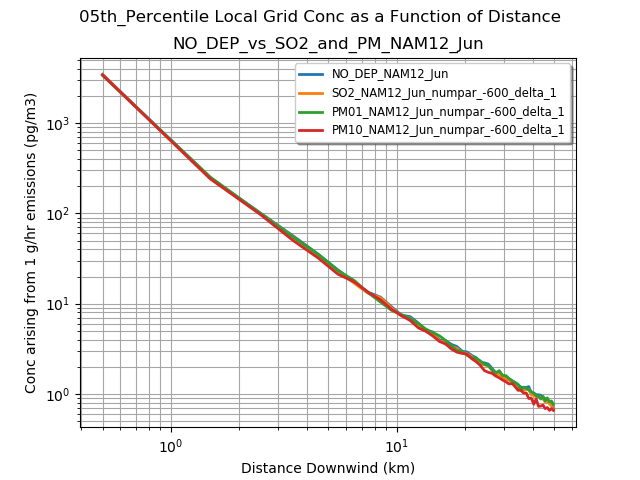 05th_Percentile Local Grid Conc as a Function of Distance
NO_DEP_vs_SO2_and_PM_NAM12_Jun
NO_DEP_NAM12_Jun
SO2_NAM12_Jun_numpar_-600_delta_1
PM01_NAM12_Jun_numpar_-600_delta_1
PM10_NAM12_Jun_numpar_-600_delta_1
Conc arising from 1 g/hr emissions (pg/m3)
10³
10²
10¹
10⁰
10⁰ 10¹
Distance Downwind (km)